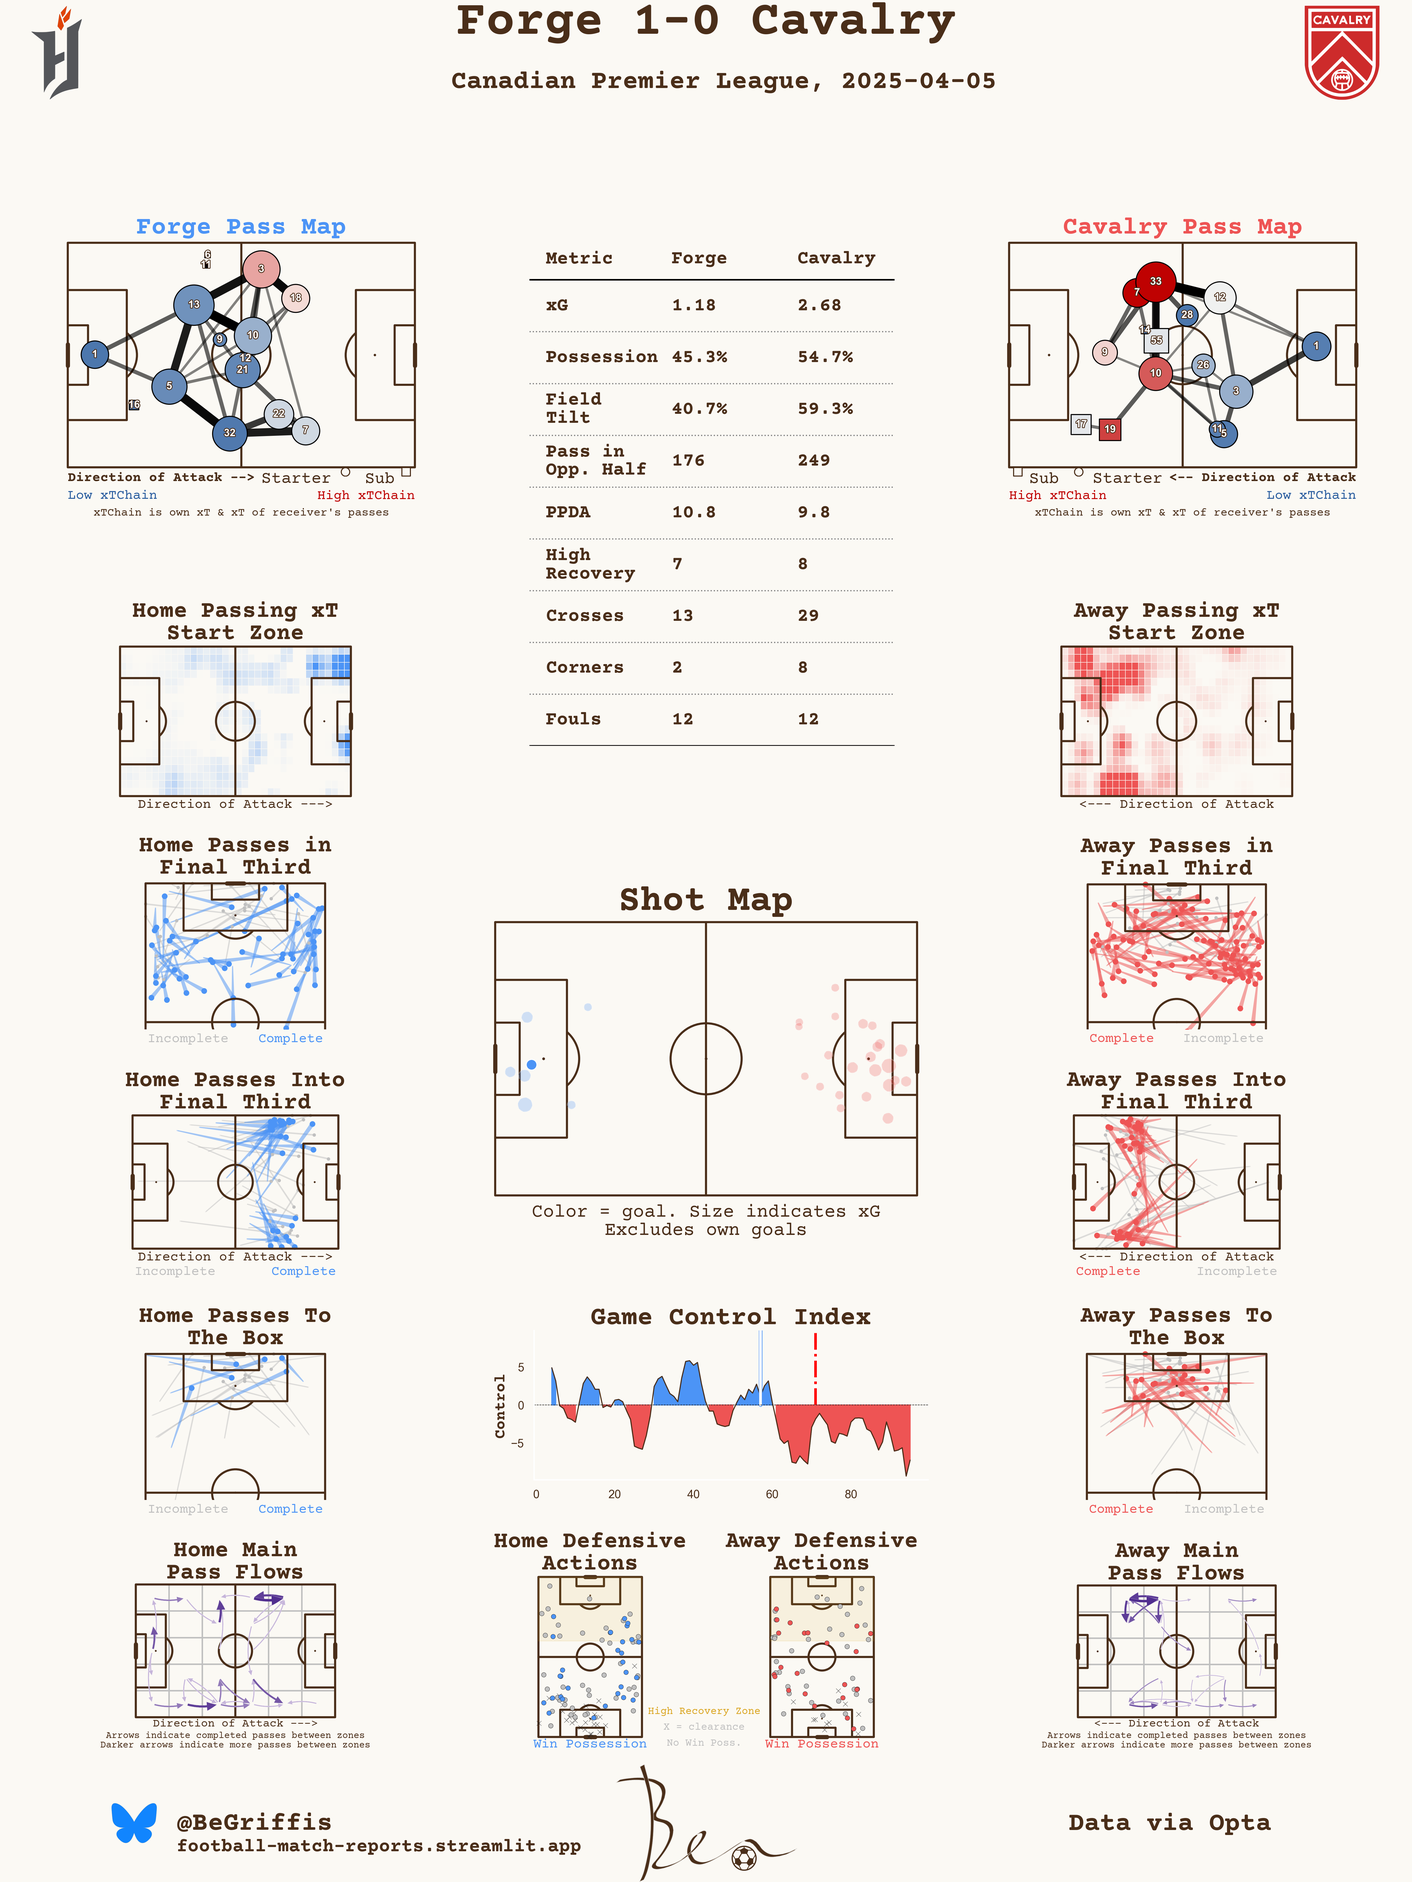 Forge 1-0 Cavalry
CAVALRY
Canadian Premier League, 2025-04-05
Forge Pass Map
6
11
3
18
13
10
9
12
1
21
5
16
22
32
7
Direction of Attack --> Starter Sub
Low xTChain High xTChain
xTChain is own xT & xT of receiver's passes
Metric Forge Cavalry
xG 1.18 2.68
Possession 45.3% 54.7%
Field
Tilt 40.7% 59.3%
Pass in
Opp. Half 176 249
PPDA 10.8 9.8
High
Recovery 7 8
Crosses 13 29
Corners 2 8
Fouls 12 12
Cavalry Pass Map
33
7
12
28
14
55
1
9
26
10
3
17
19
11
5
Sub Starter <-- Direction of Attack
High xTChain Low xTChain
xTChain is own xT & xT of receiver's passes
Home Passing xT
Start Zone
Direction of Attack --->
Away Passing xT
Start Zone
<--- Direction of Attack
Home Passes in
Final Third
Incomplete Complete
Shot Map
Color = goal. Size indicates xG
Excludes own goals
Away Passes in
Final Third
Complete Incomplete
Home Passes Into
Final Third
Direction of Attack --->
Incomplete Complete
Away Passes Into
Final Third
<--- Direction of Attack
Complete Incomplete
Home Passes To
The Box
Incomplete Complete
Game Control Index
Control
5
0
-5
0 20 40 60 80
Away Passes To
The Box
Complete Incomplete
Home Main
Pass Flows
Direction of Attack --->
Arrows indicate completed passes between zones
Darker arrows indicate more passes between zones
Home Defensive
Actions
Win Possession
High Recovery Zone
X = clearance
No Win Poss.
Away Defensive
Actions
Win Possession
Away Main
Pass Flows
<--- Direction of Attack
Arrows indicate completed passes between zones
Darker arrows indicate more passes between zones
@BeGriffis
football-match-reports.streamlit.app
Ben
Data via Opta